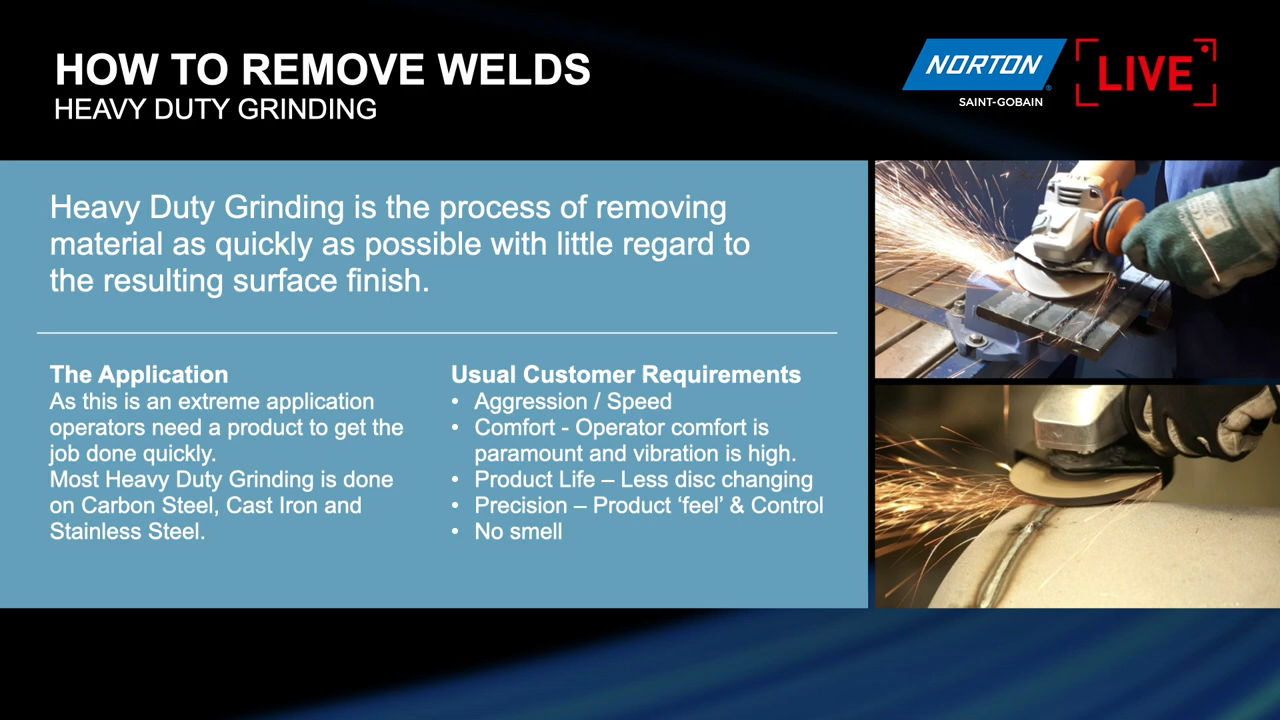 HOW TO REMOVE WELDS
HEAVY DUTY GRINDING
NORTON
SAINT-GOBAIN
LIVE
Heavy Duty Grinding is the process of removing
material as quickly as possible with little regard to
the resulting surface finish.
The Application
As this is an extreme application
operators need a product to get the
job done quickly.
Most Heavy Duty Grinding is done
on Carbon Steel, Cast Iron and
Stainless Steel.
Usual Customer Requirements
• Aggression / Speed
• Comfort - Operator comfort is
paramount and vibration is high.
• Product Life – Less disc changing
• Precision – Product ‘feel’ & Control
• No smell